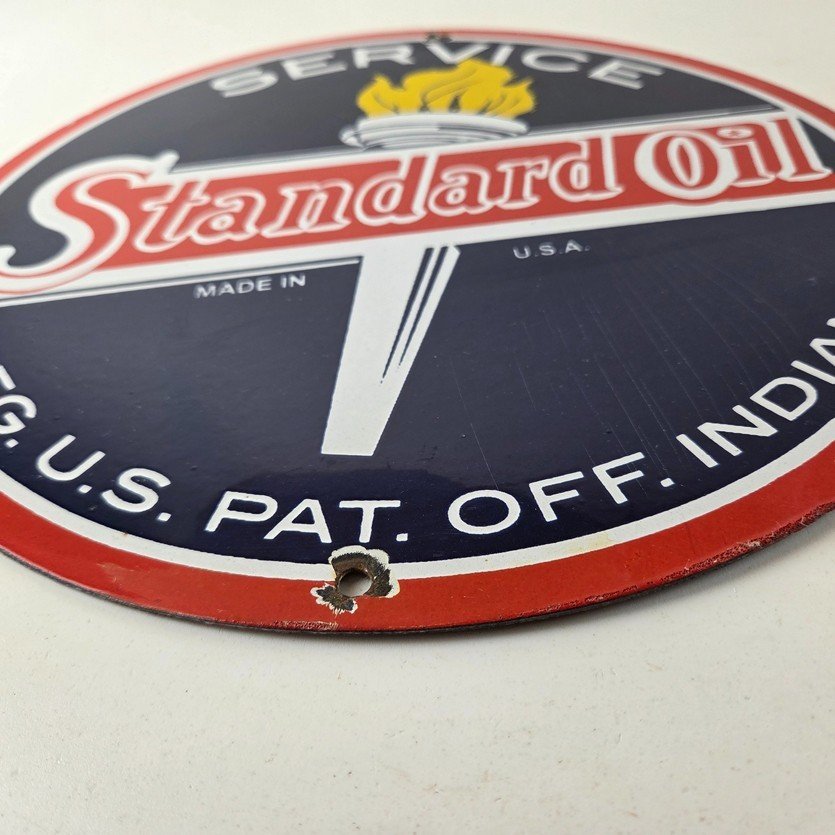 SERVICE
Standard Oil
MADE IN U.S.A.
U.S. PAT. OFF.